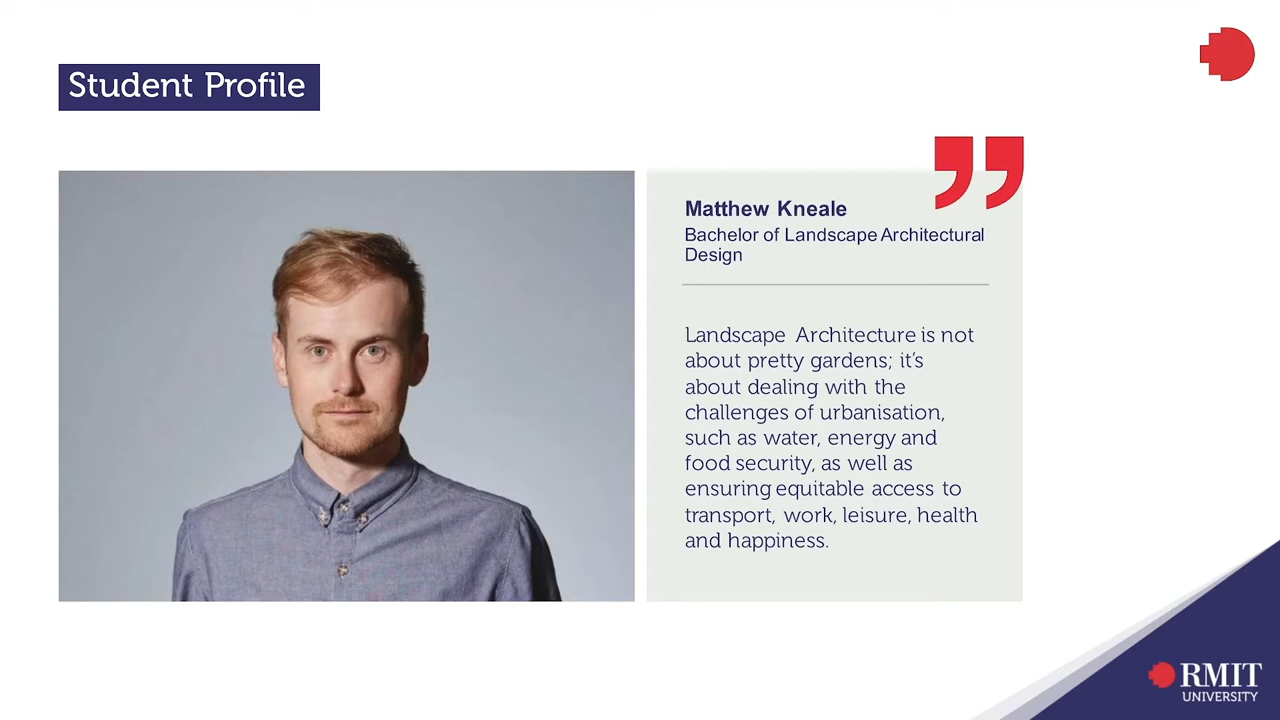 Student Profile
Matthew Kneale
Bachelor of Landscape Architectural
Design
Landscape Architecture is not
about pretty gardens; it's
about dealing with the
challenges of urbanisation,
such as water, energy and
food security, as well as
ensuring equitable access to
transport, work, leisure, health
and happiness.
RMIT
UNIVERSITY